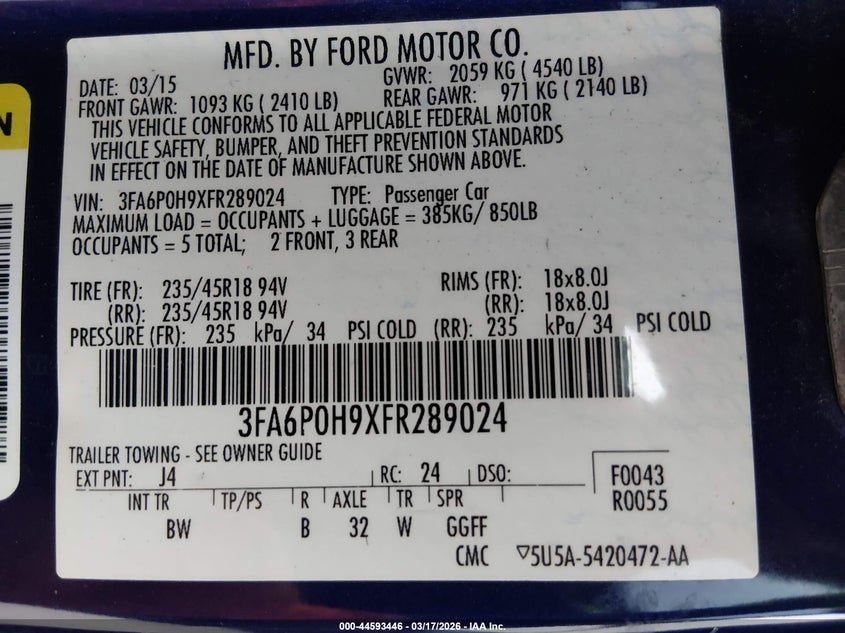 MFD. BY FORD MOTOR CO.
DATE: 03/15 GVWR: 2059 KG ( 4540 LB)
FRONT GAWR: 1093 KG ( 2410 LB) REAR GAWR: 971 KG ( 2140 LB)
THIS VEHICLE CONFORMS TO ALL APPLICABLE FEDERAL MOTOR
VEHICLE SAFETY, BUMPER, AND THEFT PREVENTION STANDARDS
IN EFFECT ON THE DATE OF MANUFACTURE SHOWN ABOVE.
VIN: 3FA6P0H9XFR289024 TYPE: Passenger Car
MAXIMUM LOAD = OCCUPANTS + LUGGAGE = 385KG/ 850LB
OCCUPANTS = 5 TOTAL; 2 FRONT, 3 REAR
TIRE (FR): 235/45R18 94V RIMS (FR): 18x8.0J
(RR): 235/45R18 94V (RR): 18x8.0J
PRESSURE (FR): 235 kPa/ 34 PSI COLD (RR): 235 kPa/ 34 PSI COLD
3FA6P0H9XFR289024
TRAILER TOWING - SEE OWNER GUIDE
EXT PNT: J4 RC: 24 DSO: F0043
INT TR TP/PS R AXLE TR SPR R0055
BW B 32 W GGFF
CMC ▽5U5A-5420472-AA
N
000-44593446 - 03/17/2026 - IAA Inc.